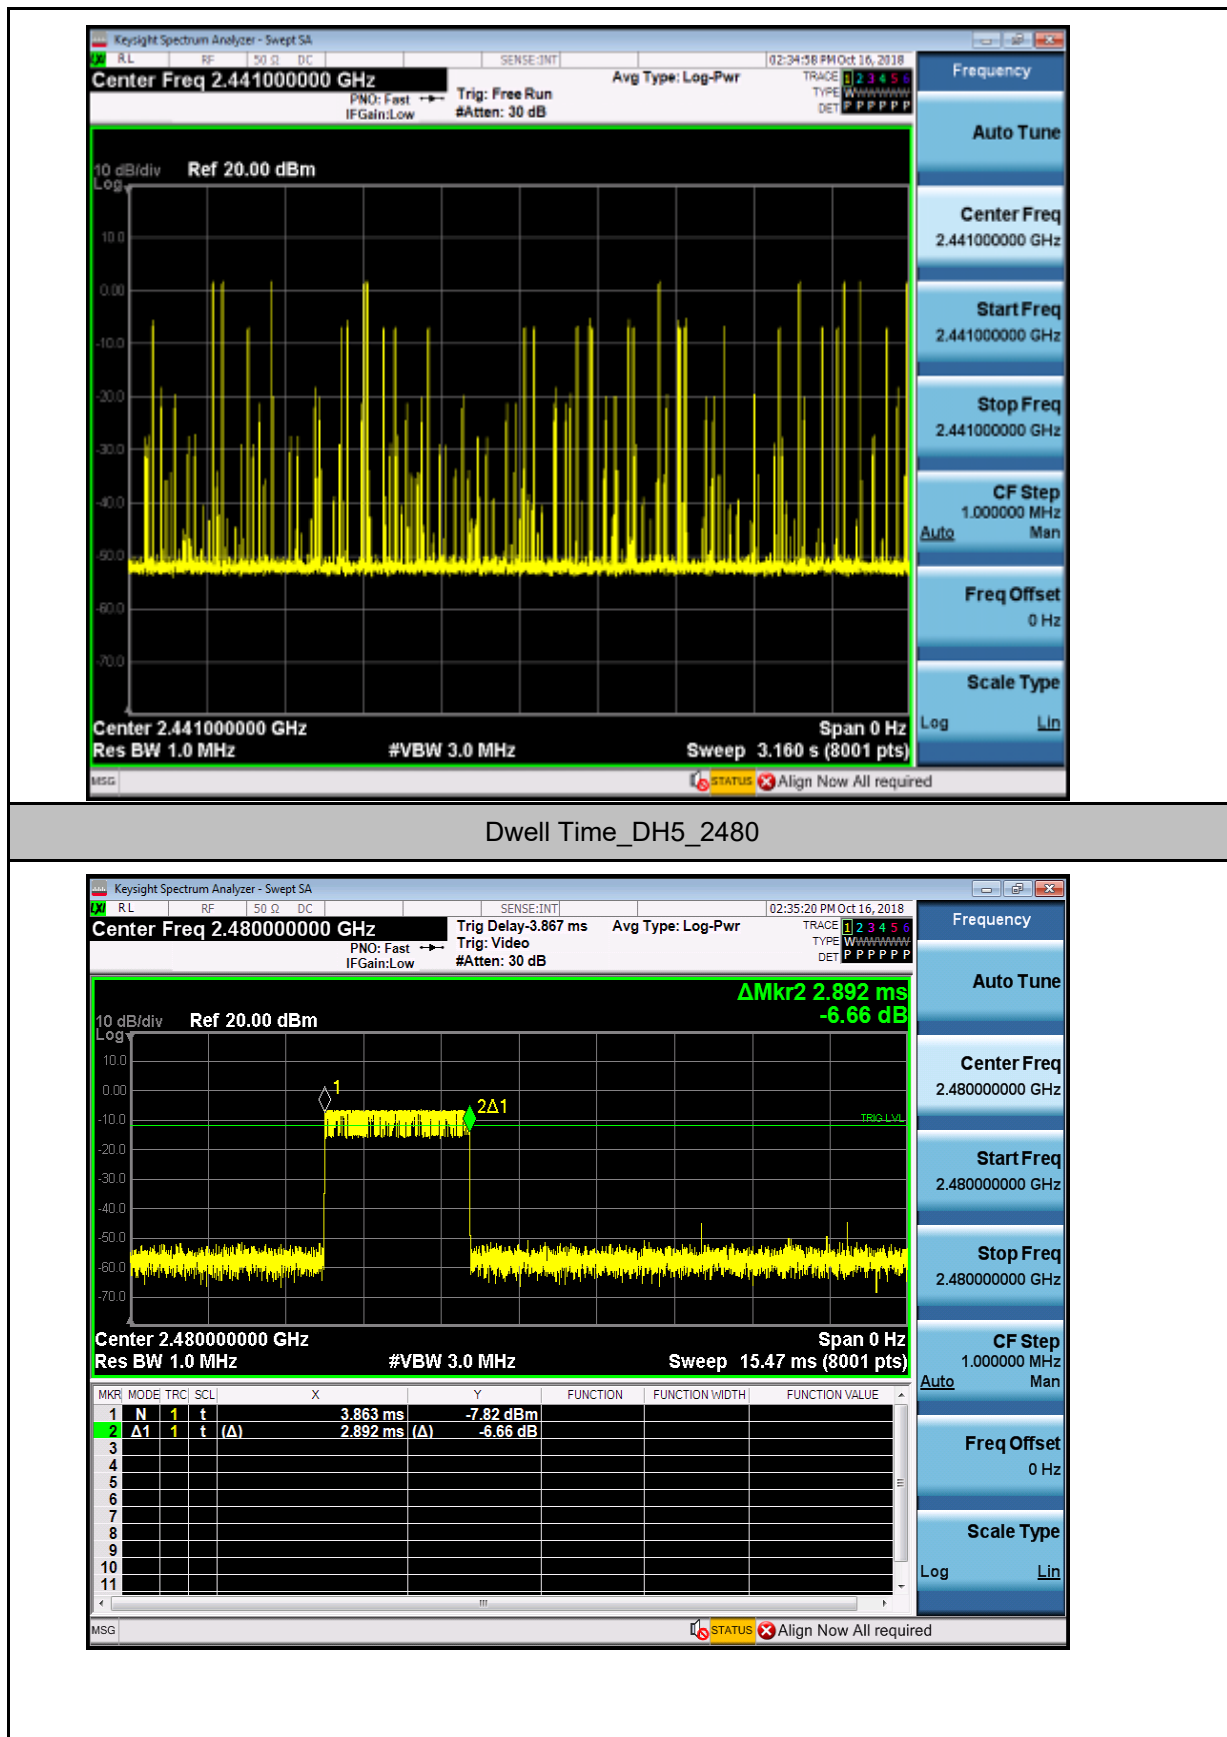 Keysight Spectrum Analyzer - Swept SA
LXI RL RF 50 Ω DC SENSE:INT 02:34:58 PM Oct 16, 2018
Center Freq 2.441000000 GHz
PNO: Fast
IFGain:Low
Trig: Free Run
#Atten: 30 dB
Avg Type: Log-Pwr
TRACE 1 2 3 4 5 6
TYPE WWWWWW
DET P P P P P P
10 dB/div Ref 20.00 dBm
Log
10.0
0.00
-10.0
-20.0
-30.0
-40.0
-50.0
-60.0
-70.0
Center 2.441000000 GHz Span 0 Hz
Res BW 1.0 MHz #VBW 3.0 MHz Sweep 3.160 s (8001 pts)
MSG STATUS Align Now All required
Frequency
Auto Tune
Center Freq
2.441000000 GHz
Start Freq
2.441000000 GHz
Stop Freq
2.441000000 GHz
CF Step
1.000000 MHz
Auto Man
Freq Offset
0 Hz
Scale Type
Log Lin
Dwell Time_DH5_2480
Keysight Spectrum Analyzer - Swept SA
LXI RL RF 50 Ω DC SENSE:INT 02:35:20 PM Oct 16, 2018
Center Freq 2.480000000 GHz
PNO: Fast
IFGain:Low
Trig Delay-3.867 ms
Trig: Video
#Atten: 30 dB
Avg Type: Log-Pwr
TRACE 1 2 3 4 5 6
TYPE WWWWWW
DET P P P P P P
ΔMkr2 2.892 ms
-6.66 dB
10 dB/div Ref 20.00 dBm
Log
10.0
0.00
-10.0
-20.0
-30.0
-40.0
-50.0
-60.0
-70.0
1
2Δ1
TRIG LVL
Center 2.480000000 GHz Span 0 Hz
Res BW 1.0 MHz #VBW 3.0 MHz Sweep 15.47 ms (8001 pts)
MKR MODE TRC SCL X Y FUNCTION FUNCTION WIDTH FUNCTION VALUE
1 N 1 t 3.863 ms -7.82 dBm
2 Δ1 1 t (Δ) 2.892 ms (Δ) -6.66 dB
3
4
5
6
7
8
9
10
11
MSG STATUS Align Now All required
Frequency
Auto Tune
Center Freq
2.480000000 GHz
Start Freq
2.480000000 GHz
Stop Freq
2.480000000 GHz
CF Step
1.000000 MHz
Auto Man
Freq Offset
0 Hz
Scale Type
Log Lin